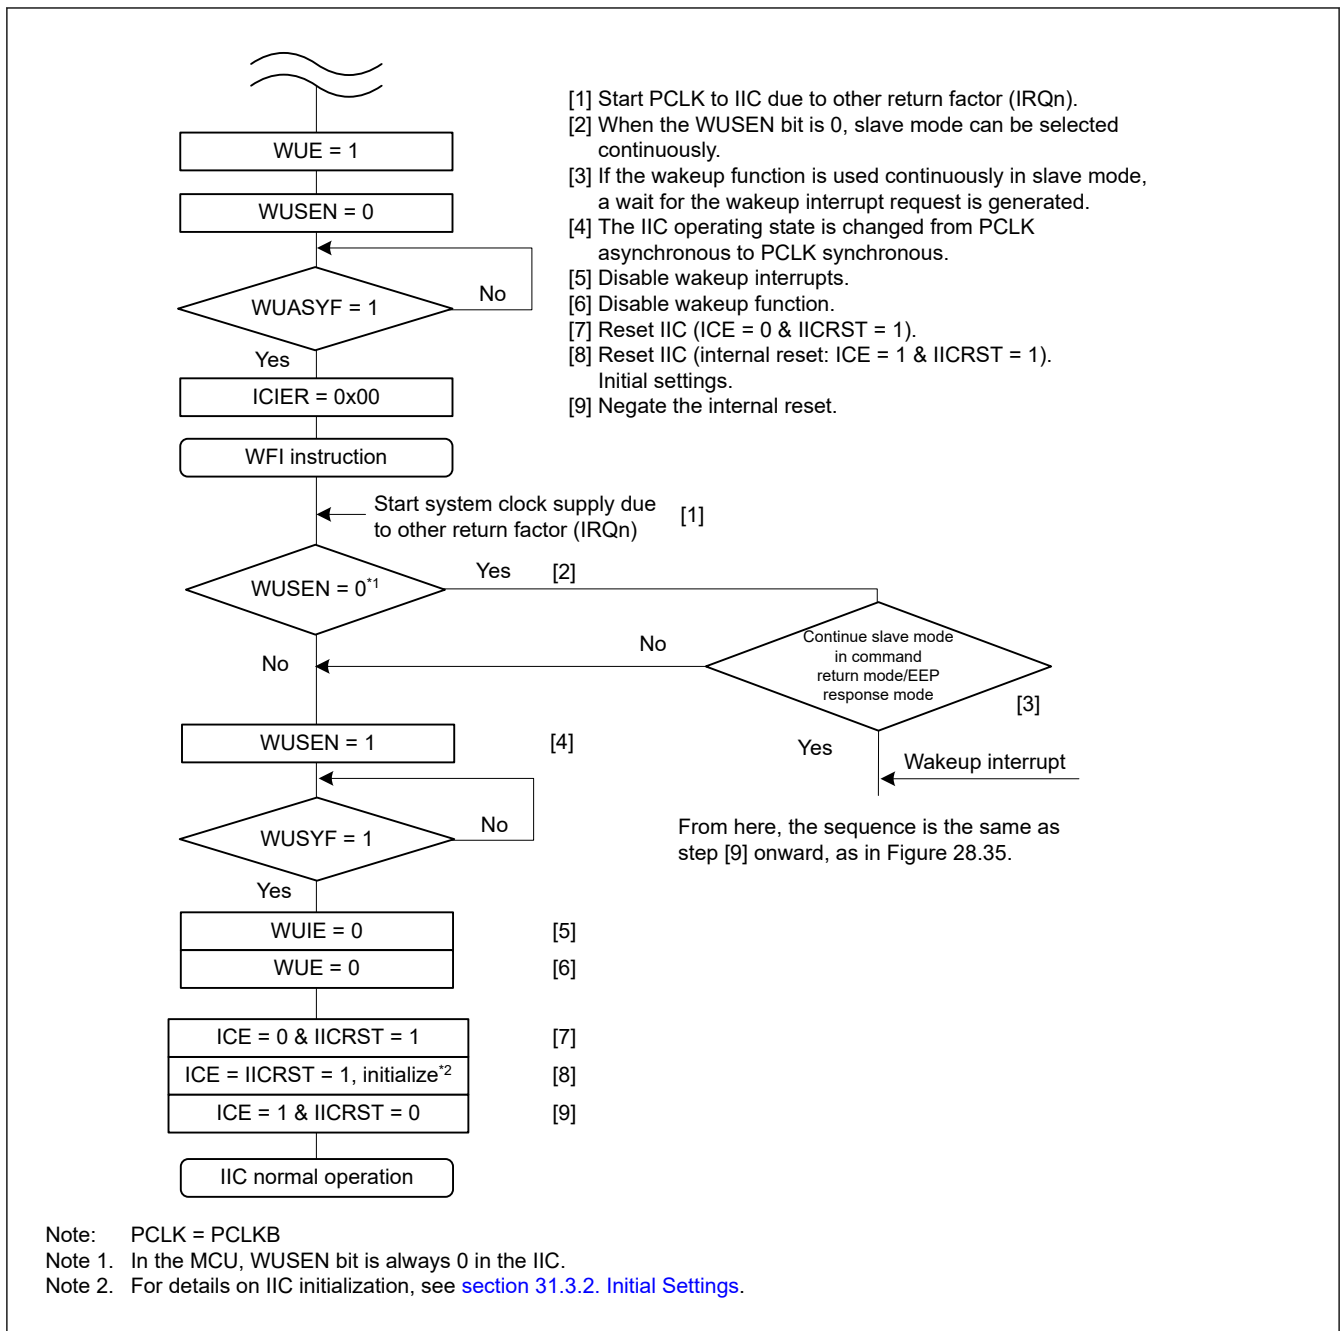 [1] Start PCLK to IIC due to other return factor (IRQn).
[2] When the WUSEN bit is 0, slave mode can be selected
continuously.
[3] If the wakeup function is used continuously in slave mode,
a wait for the wakeup interrupt request is generated.
[4] The IIC operating state is changed from PCLK
asynchronous to PCLK synchronous.
[5] Disable wakeup interrupts.
[6] Disable wakeup function.
[7] Reset IIC (ICE = 0 & IICRST = 1).
[8] Reset IIC (internal reset: ICE = 1 & IICRST = 1).
Initial settings.
[9] Negate the internal reset.
WUE = 1
WUSEN = 0
WUASYF = 1
No
Yes
ICIER = 0x00
WFI instruction
Start system clock supply due
to other return factor (IRQn)
[1]
WUSEN = 0*1
Yes
[2]
No
Continue slave mode
in command
return mode/EEP
response mode
[3]
No
Yes
Wakeup interrupt
From here, the sequence is the same as
step [9] onward, as in Figure 28.35.
WUSEN = 1
[4]
WUSYF = 1
No
Yes
WUIE = 0
[5]
WUE = 0
[6]
ICE = 0 & IICRST = 1
[7]
ICE = IICRST = 1, initialize*2
[8]
ICE = 1 & IICRST = 0
[9]
IIC normal operation
Note: PCLK = PCLKB
Note 1. In the MCU, WUSEN bit is always 0 in the IIC.
Note 2. For details on IIC initialization, see section 31.3.2. Initial Settings.